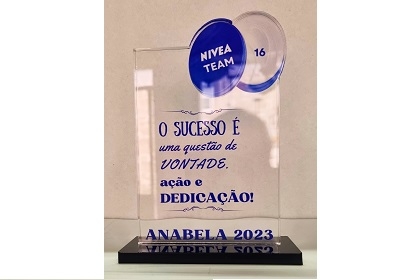 NIVEA
TEAM
16
O SUCESSO É
uma questão de
VONTADE,
ação e
DEDICAÇÃO!
ANABELA 2023